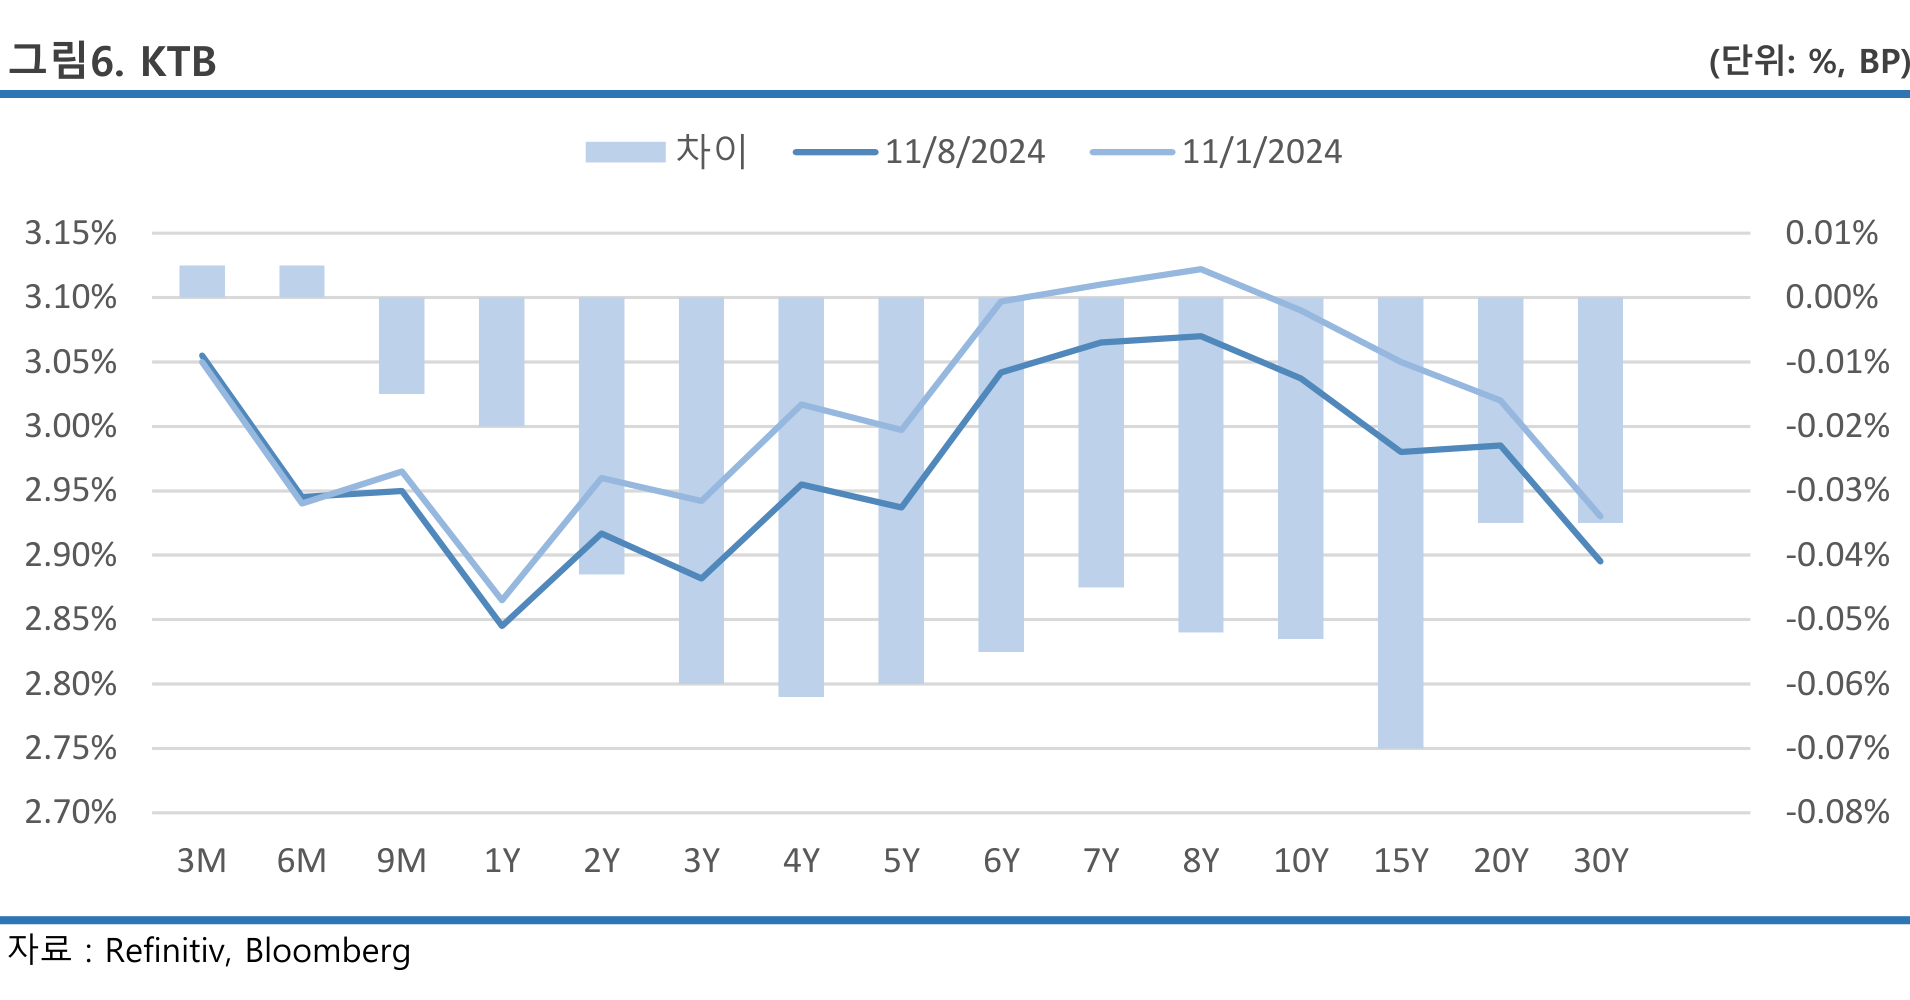 그림6. KTB (단위: %, BP)
차이 11/8/2024 11/1/2024
3.15% 0.01%
3.10% 0.00%
3.05% -0.01%
3.00% -0.02%
2.95% -0.03%
2.90% -0.04%
2.85% -0.05%
2.80% -0.06%
2.75% -0.07%
2.70% -0.08%
3M 6M 9M 1Y 2Y 3Y 4Y 5Y 6Y 7Y 8Y 10Y 15Y 20Y 30Y
자료 : Refinitiv, Bloomberg